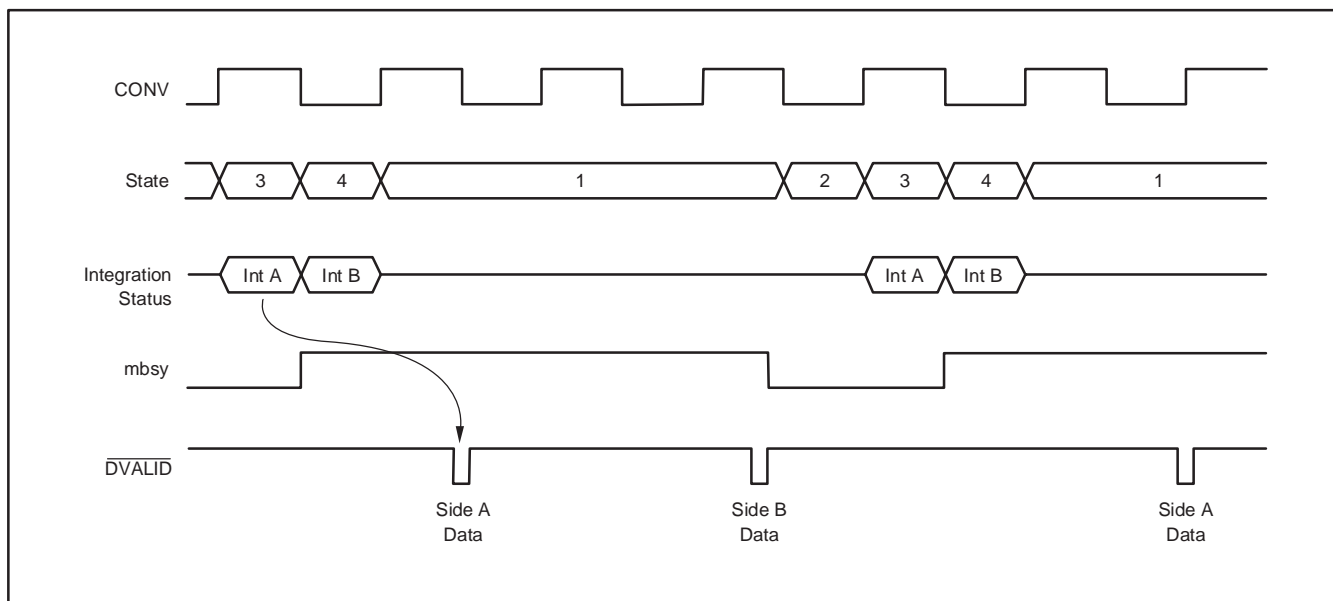 CONV
State
3
4
1
2
3
4
1
Integration
Status
Int A
Int B
Int A
Int B
mbsy
DVALID
Side A
Data
Side B
Data
Side A
Data